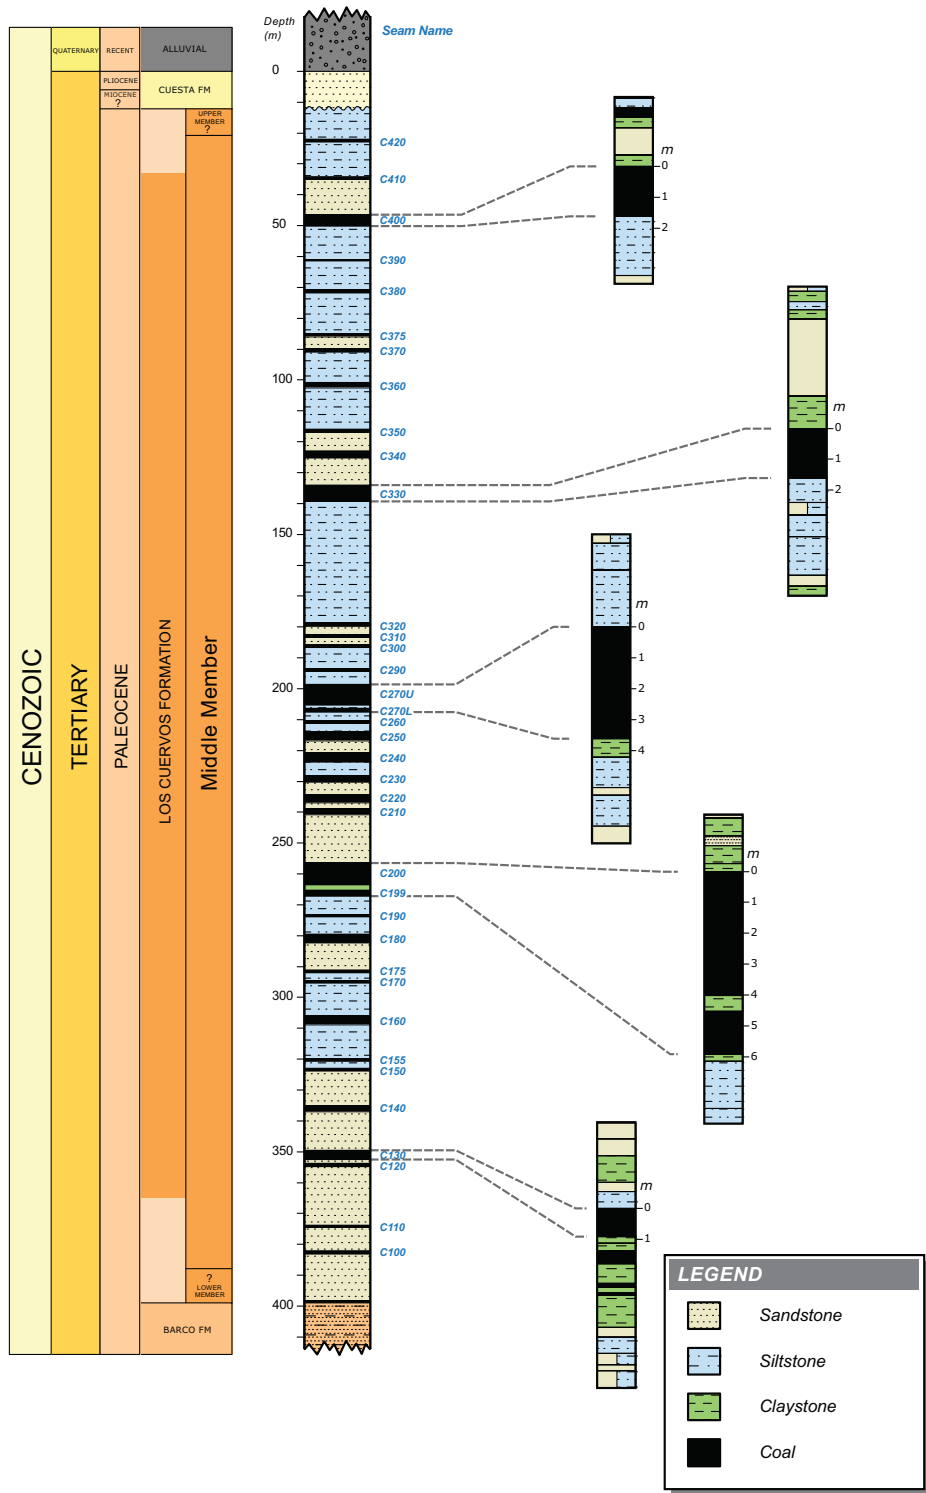 Depth
(m)
Seam Name
QUATERNARY
RECENT
ALLUVIAL
PLIOCENE
MIOCENE
?
CUESTA FM
UPPER
MEMBER
?
CENOZOIC
TERTIARY
PALEOCENE
LOS CUERVOS FORMATION
Middle Member
?
LOWER
MEMBER
BARCO FM
0
50
100
150
200
250
300
350
400
C420
C410
C400
C390
C380
C375
C370
C360
C350
C340
C330
C320
C310
C300
C290
C270U
C270L
C260
C250
C240
C230
C220
C210
C200
C199
C190
C180
C175
C170
C160
C155
C150
C140
C130
C120
C110
C100
m
0
1
2
m
0
1
2
m
0
1
2
3
4
m
0
1
2
3
4
5
6
m
0
1
LEGEND
Sandstone
Siltstone
Claystone
Coal